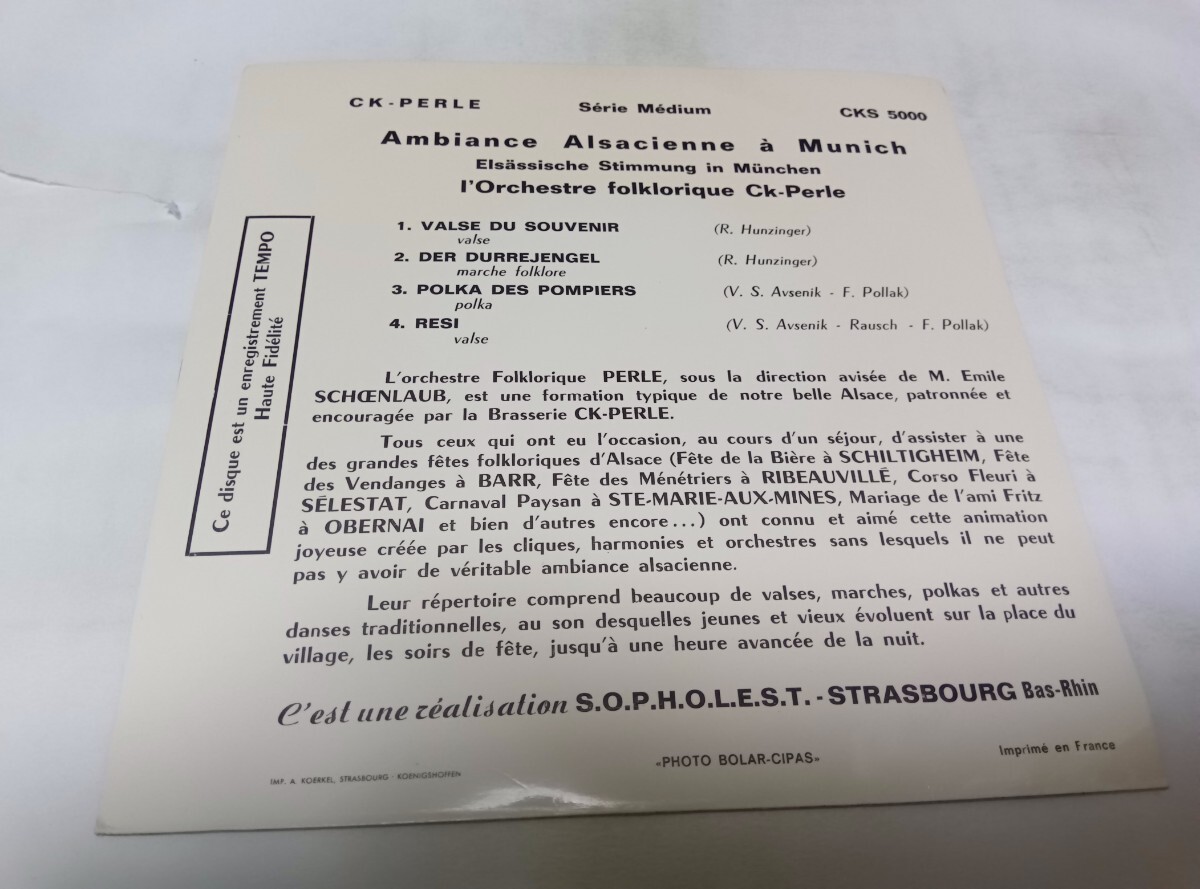 CK-PERLE Série Médium CKS 5000
Ambiance Alsacienne à Munich
Elsässische Stimmung in München
l'Orchestre folklorique Ck-Perle
1. VALSE DU SOUVENIR (R. Hunzinger)
valse
2. DER DURREJENGEL (R. Hunzinger)
marche folklore
3. POLKA DES POMPIERS (V. S. Avsenik - F. Pollak)
polka
4. RESI (V. S. Avsenik - Rausch - F. Pollak)
valse
Ce disque est un enregistrement TEMPO
Haute Fidélité
L'orchestre Folklorique PERLE, sous la direction avisée de M. Emile
SCHŒNLAUB, est une formation typique de notre belle Alsace, patronnée et
encouragée par la Brasserie CK-PERLE.
Tous ceux qui ont eu l'occasion, au cours d'un séjour, d'assister à une
des grandes fêtes folkloriques d'Alsace (Fête de la Bière à SCHILTIGHEIM, Fête
des Vendanges à BARR, Fête des Ménétriers à RIBEAUVILLÉ, Corso Fleuri à
SÉLESTAT, Carnaval Paysan à STE-MARIE-AUX-MINES, Mariage de l'ami Fritz
à OBERNAI et bien d'autres encore...) ont connu et aimé cette animation
joyeuse créée par les cliques, harmonies et orchestres sans lesquels il ne peut
pas y avoir de véritable ambiance alsacienne.
Leur répertoire comprend beaucoup de valses, marches, polkas et autres
danses traditionnelles, au son desquelles jeunes et vieux évoluent sur la place du
village, les soirs de fête, jusqu'à une heure avancée de la nuit.
C'est une réalisation S.O.P.H.O.L.E.S.T. - STRASBOURG Bas-Rhin
«PHOTO BOLAR-CIPAS» Imprimé en France
IMP. A. KOERKEL, STRASBOURG - KOENIGSHOFFEN